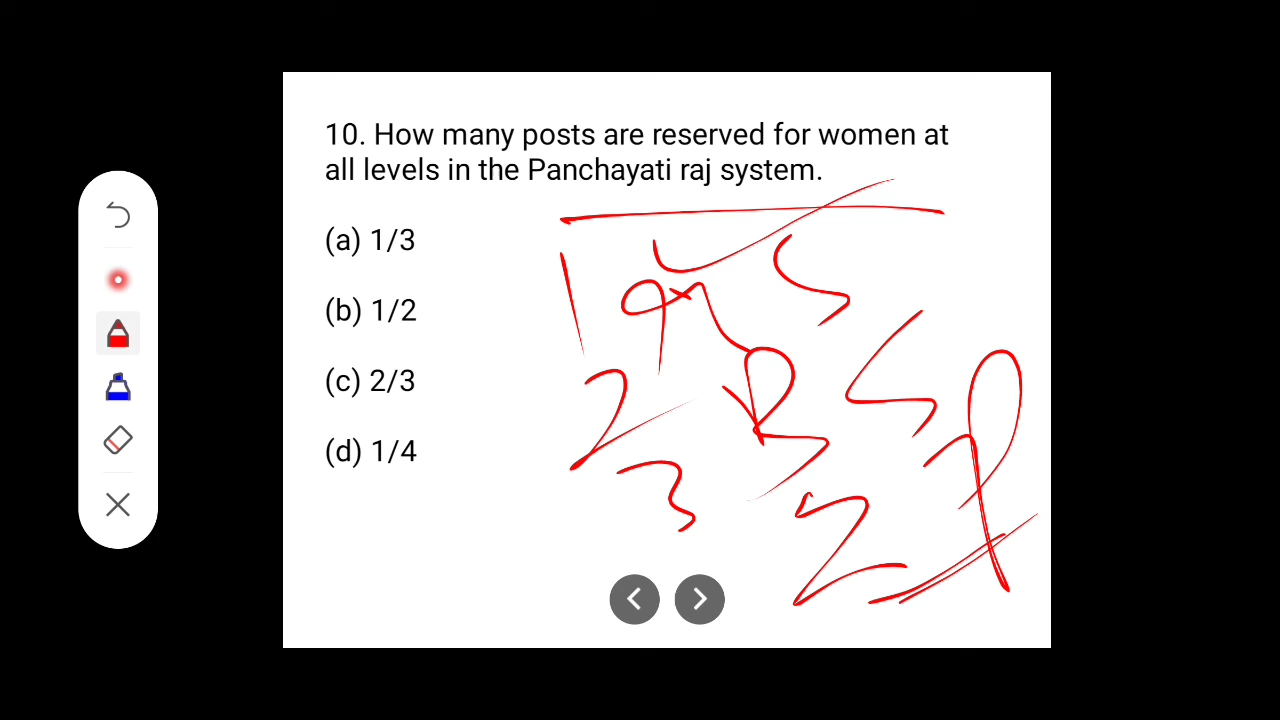 10. How many posts are reserved for women at
all levels in the Panchayati raj system.
(a) 1/3
(b) 1/2
(c) 2/3
(d) 1/4